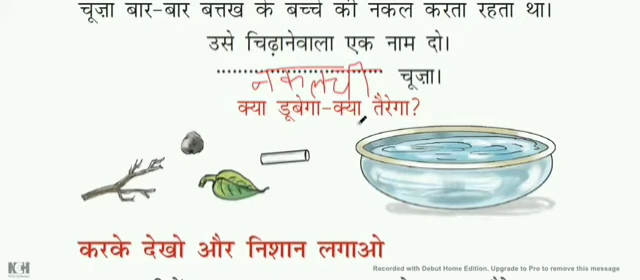 चूज़ा बार-बार बत्तख के बच्चे की नकल करता रहता था।
उसे चिढ़ानेवाला एक नाम दो।
नकलची चूज़ा।
क्या डूबेगा-क्या तैरेगा?
करके देखो और निशान लगाओ
Recorded with Debut Home Edition. Upgrade to Pro to remove this message